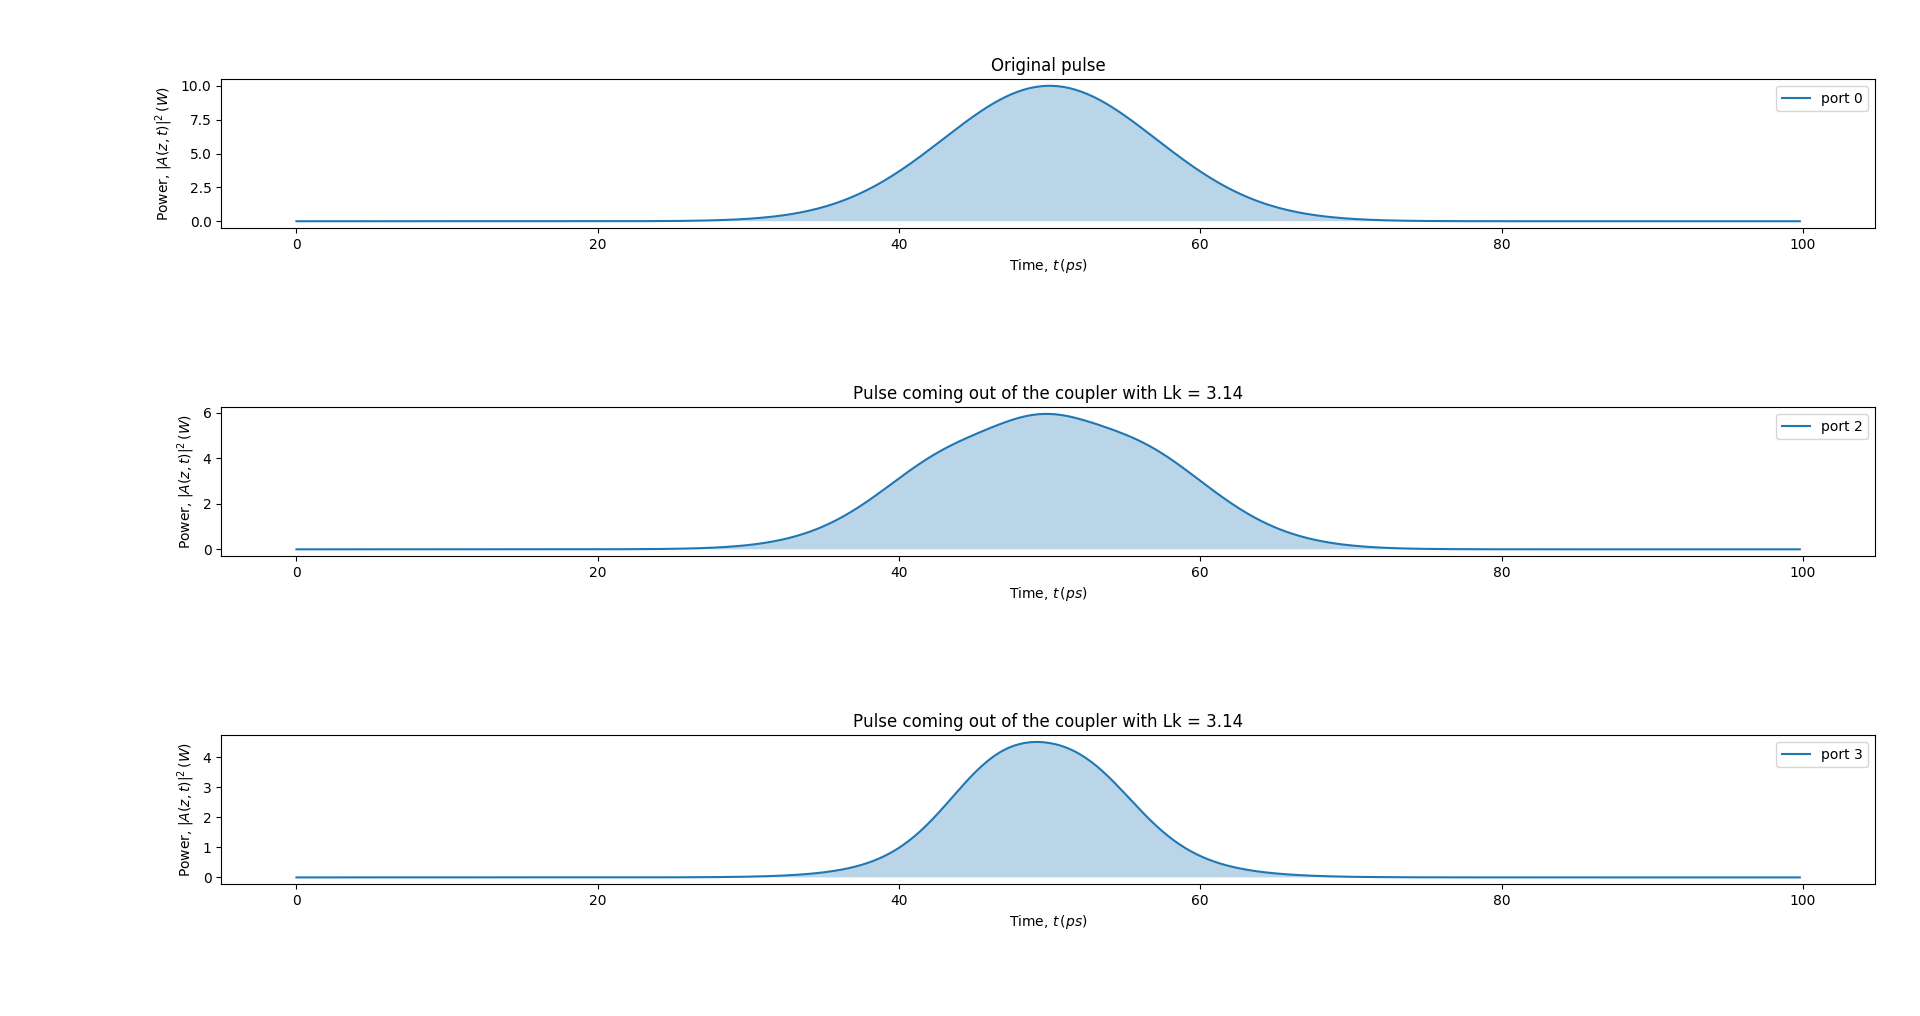 Original pulse
Power, |A(z, t)|² (W)
10.0
7.5
5.0
2.5
0.0
port 0
0 20 40 60 80 100
Time, t (ps)
Pulse coming out of the coupler with Lk = 3.14
Power, |A(z, t)|² (W)
6
4
2
0
port 2
0 20 40 60 80 100
Time, t (ps)
Pulse coming out of the coupler with Lk = 3.14
Power, |A(z, t)|² (W)
4
3
2
1
0
port 3
0 20 40 60 80 100
Time, t (ps)